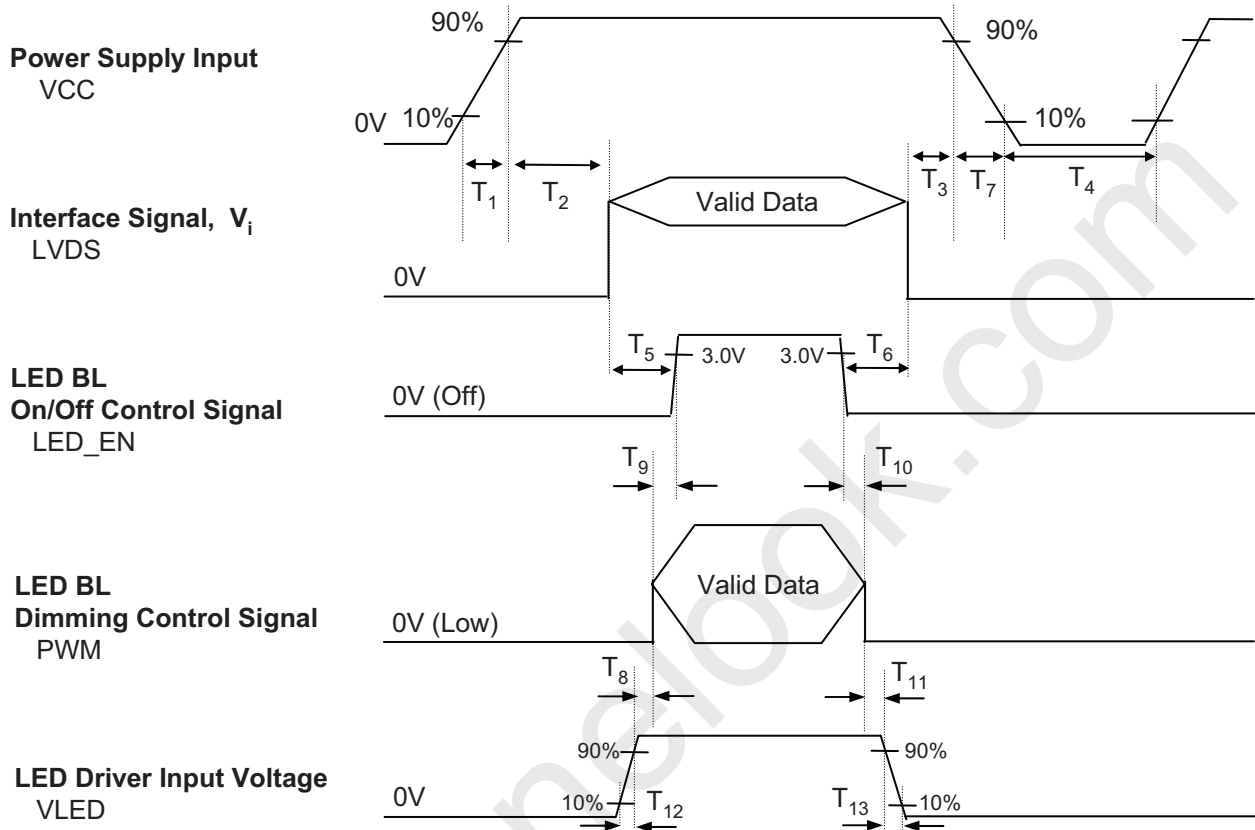 90%
90%
Power Supply Input
VCC
0V
10%
10%
T1
T2
T3
T7
T4
Interface Signal, Vi
LVDS
Valid Data
0V
T5
3.0V
3.0V
T6
LED BL
On/Off Control Signal
LED_EN
0V (Off)
T9
T10
LED BL
Dimming Control Signal
PWM
Valid Data
0V (Low)
T8
T11
LED Driver Input Voltage
VLED
90%
90%
0V
10%
T12
T13
10%
nelook.com